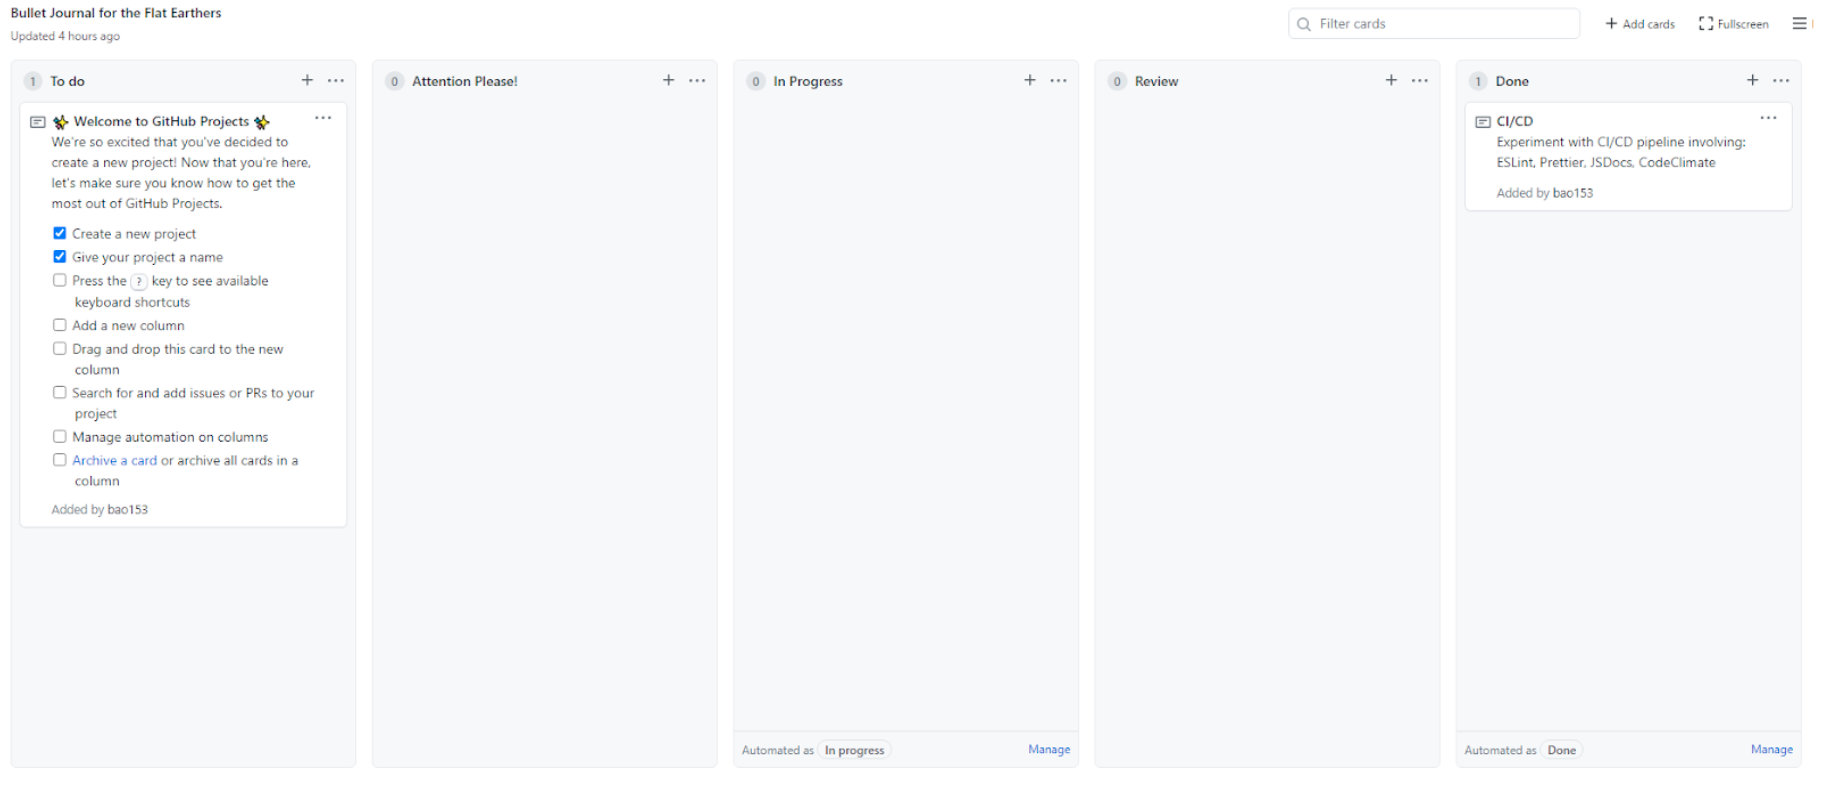 Bullet Journal for the Flat Earthers
Updated 4 hours ago
Filter cards
Add cards
Fullscreen
1 To do
✨ Welcome to GitHub Projects ✨
We're so excited that you've decided to
create a new project! Now that you're here,
let's make sure you know how to get the
most out of GitHub Projects.
Create a new project
Give your project a name
Press the ? key to see available
keyboard shortcuts
Add a new column
Drag and drop this card to the new
column
Search for and add issues or PRs to your
project
Manage automation on columns
Archive a card or archive all cards in a
column
Added by bao153
0 Attention Please!
0 In Progress
Automated as In progress
Manage
0 Review
1 Done
CI/CD
Experiment with CI/CD pipeline involving:
ESLint, Prettier, JSDocs, CodeClimate
Added by bao153
Automated as Done
Manage